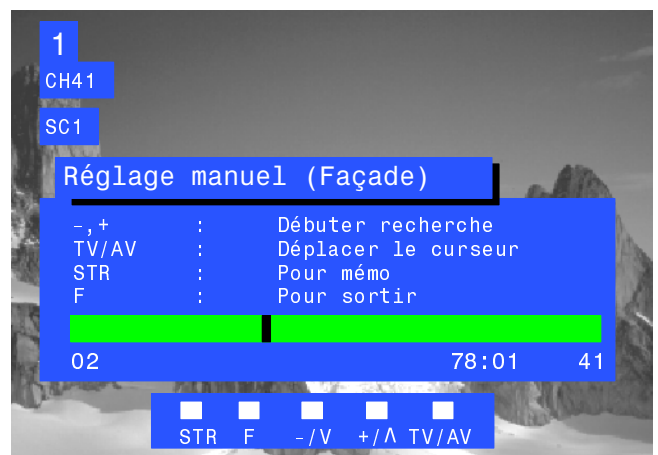 1
CH41
SC1
Réglage manuel (Façade)
-,+ : Débuter recherche
TV/AV : Déplacer le curseur
STR : Pour mémo
F : Pour sortir
02 78:01 41
STR F -/V +/Λ TV/AV